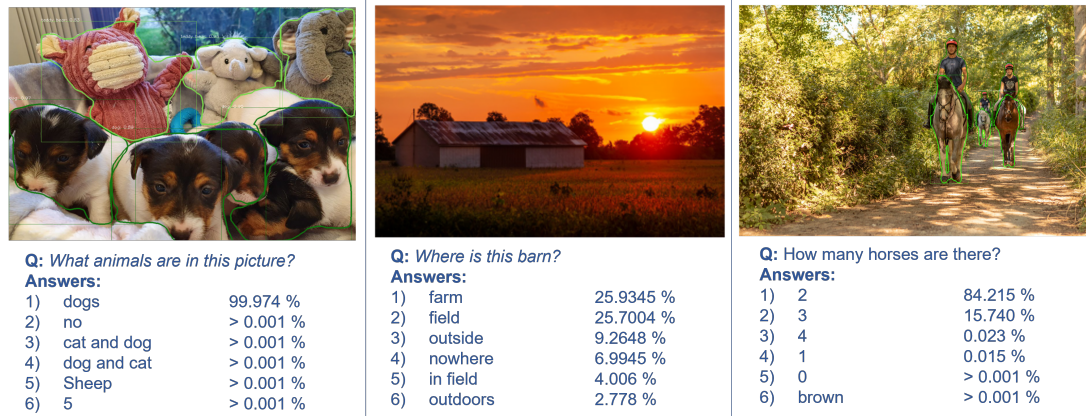 Q: What animals are in this picture?
Answers:
1) dogs 99.974 %
2) no > 0.001 %
3) cat and dog > 0.001 %
4) dog and cat > 0.001 %
5) Sheep > 0.001 %
6) 5 > 0.001 %
Q: Where is this barn?
Answers:
1) farm 25.9345 %
2) field 25.7004 %
3) outside 9.2648 %
4) nowhere 6.9945 %
5) in field 4.006 %
6) outdoors 2.778 %
Q: How many horses are there?
Answers:
1) 2 84.215 %
2) 3 15.740 %
3) 4 0.023 %
4) 1 0.015 %
5) 0 > 0.001 %
6) brown > 0.001 %